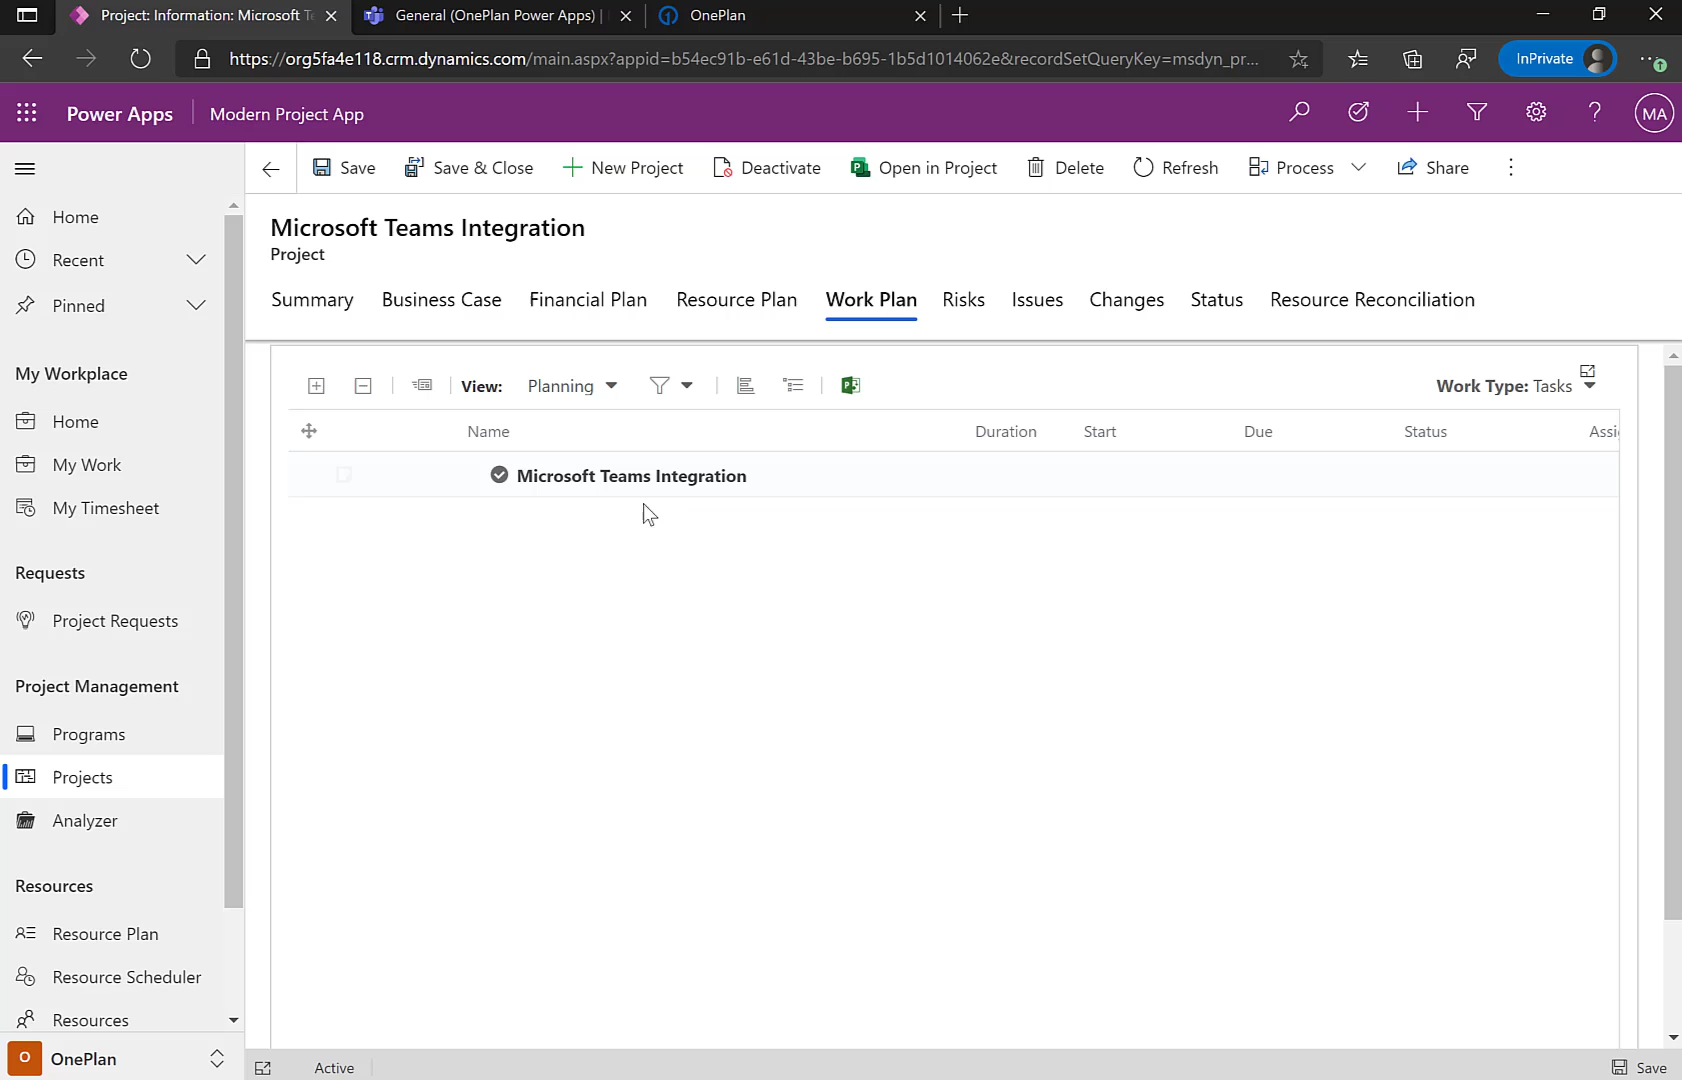 Project: Information: Microsoft Te
General (OnePlan Power Apps) |
OnePlan
https://org5fa4e118.crm.dynamics.com/main.aspx?appid=b54ec91b-e61d-43be-b695-1b5d1014062e&recordSetQueryKey=msdyn_pr...
InPrivate
Power Apps
Modern Project App
MA
Save
Save & Close
New Project
Deactivate
Open in Project
Delete
Refresh
Process
Share
Home
Recent
Pinned
My Workplace
Home
My Work
My Timesheet
Requests
Project Requests
Project Management
Programs
Projects
Analyzer
Resources
Resource Plan
Resource Scheduler
Resources
O OnePlan
Microsoft Teams Integration
Project
Summary
Business Case
Financial Plan
Resource Plan
Work Plan
Risks
Issues
Changes
Status
Resource Reconciliation
View: Planning
Work Type: Tasks
Name
Duration
Start
Due
Status
Assi
Microsoft Teams Integration
Active
Save